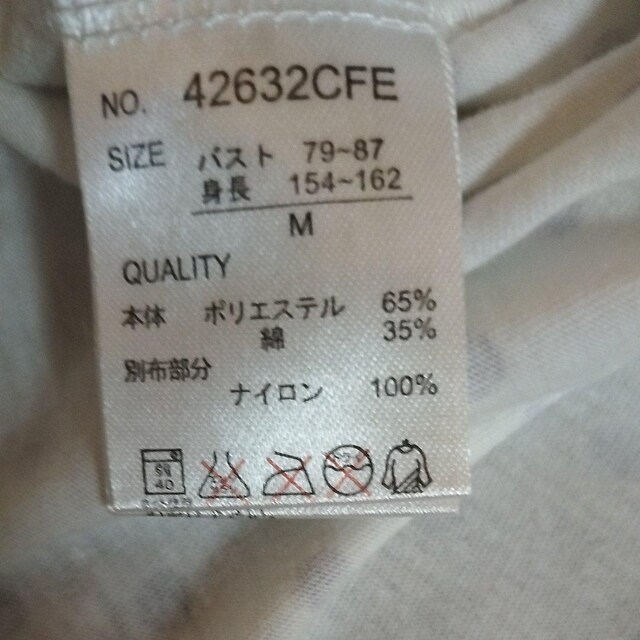 NO. 42632CFE
SIZE バスト 79~87
身長 154~162
M
QUALITY
本体 ポリエステル 65%
綿 35%
別布部分
ナイロン 100%
40